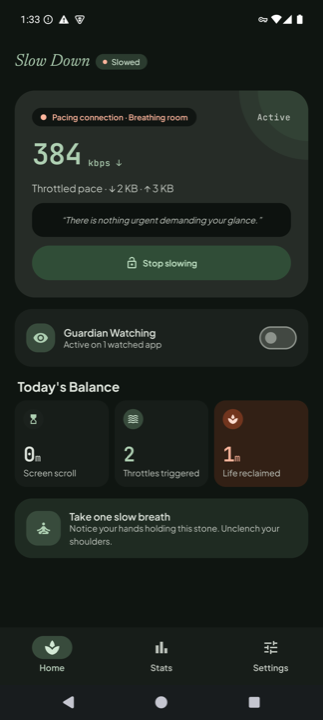 1:33
Slow Down
Slowed
Pacing connection · Breathing room
Active
384 kbps ↓
Throttled pace · ↓ 2 KB · ↑ 3 KB
"There is nothing urgent demanding your glance."
Stop slowing
Guardian Watching
Active on 1 watched app
Today's Balance
0m
Screen scroll
2
Throttles triggered
1m
Life reclaimed
Take one slow breath
Notice your hands holding this stone. Unclench your
shoulders.
Home
Stats
Settings